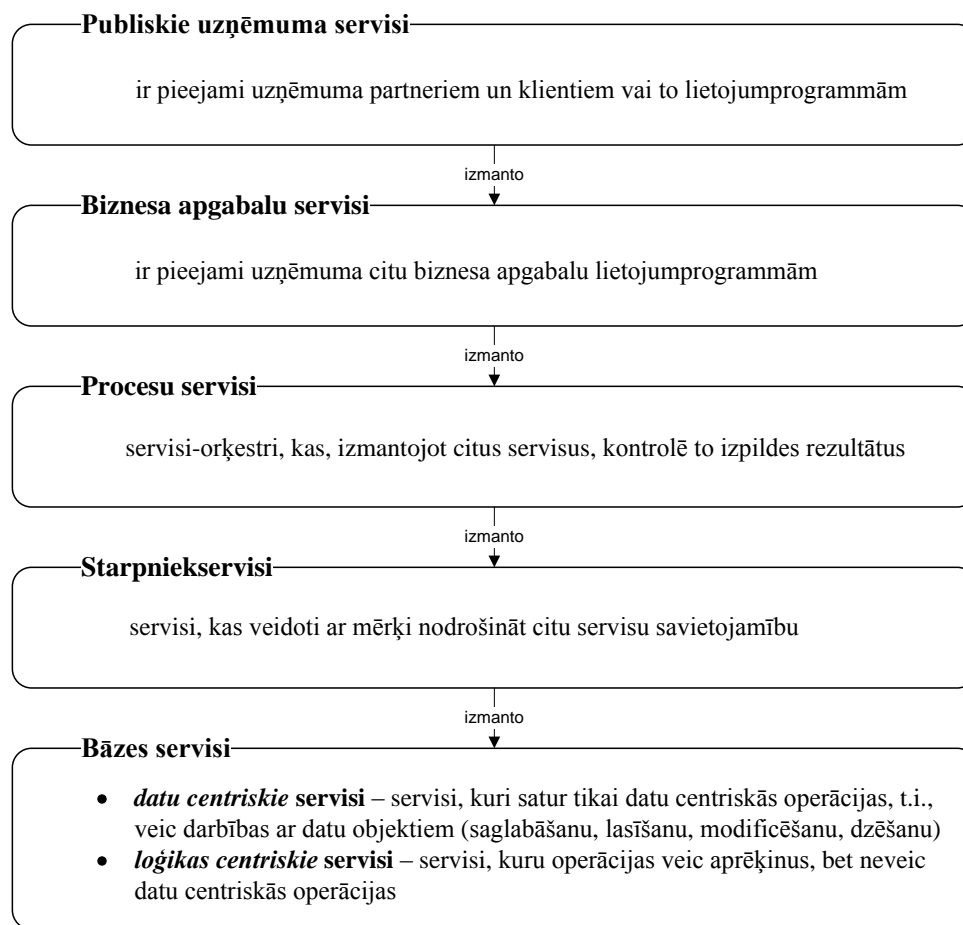 Publiskie uzņēmuma servisi
ir pieejami uzņēmuma partneriem un klientiem vai to lietojumprogrammām
izmanto
Biznesa apgabalu servisi
ir pieejami uzņēmuma citu biznesa apgabalu lietojumprogrammām
izmanto
Procesu servisi
servisi-orķestri, kas, izmantojot citus servisus, kontrolē to izpildes rezultātus
izmanto
Starpniekservisi
servisi, kas veidoti ar mērķi nodrošināt citu servisu savietojamību
izmanto
Bāzes servisi
• datu centriskie servisi – servisi, kuri satur tikai datu centriskās operācijas, t.i.,
veic darbības ar datu objektiem (saglabāšanu, lasīšanu, modificēšanu, dzēšanu)
• loģikas centriskie servisi – servisi, kuru operācijas veic aprēķinus, bet neveic
datu centriskās operācijas